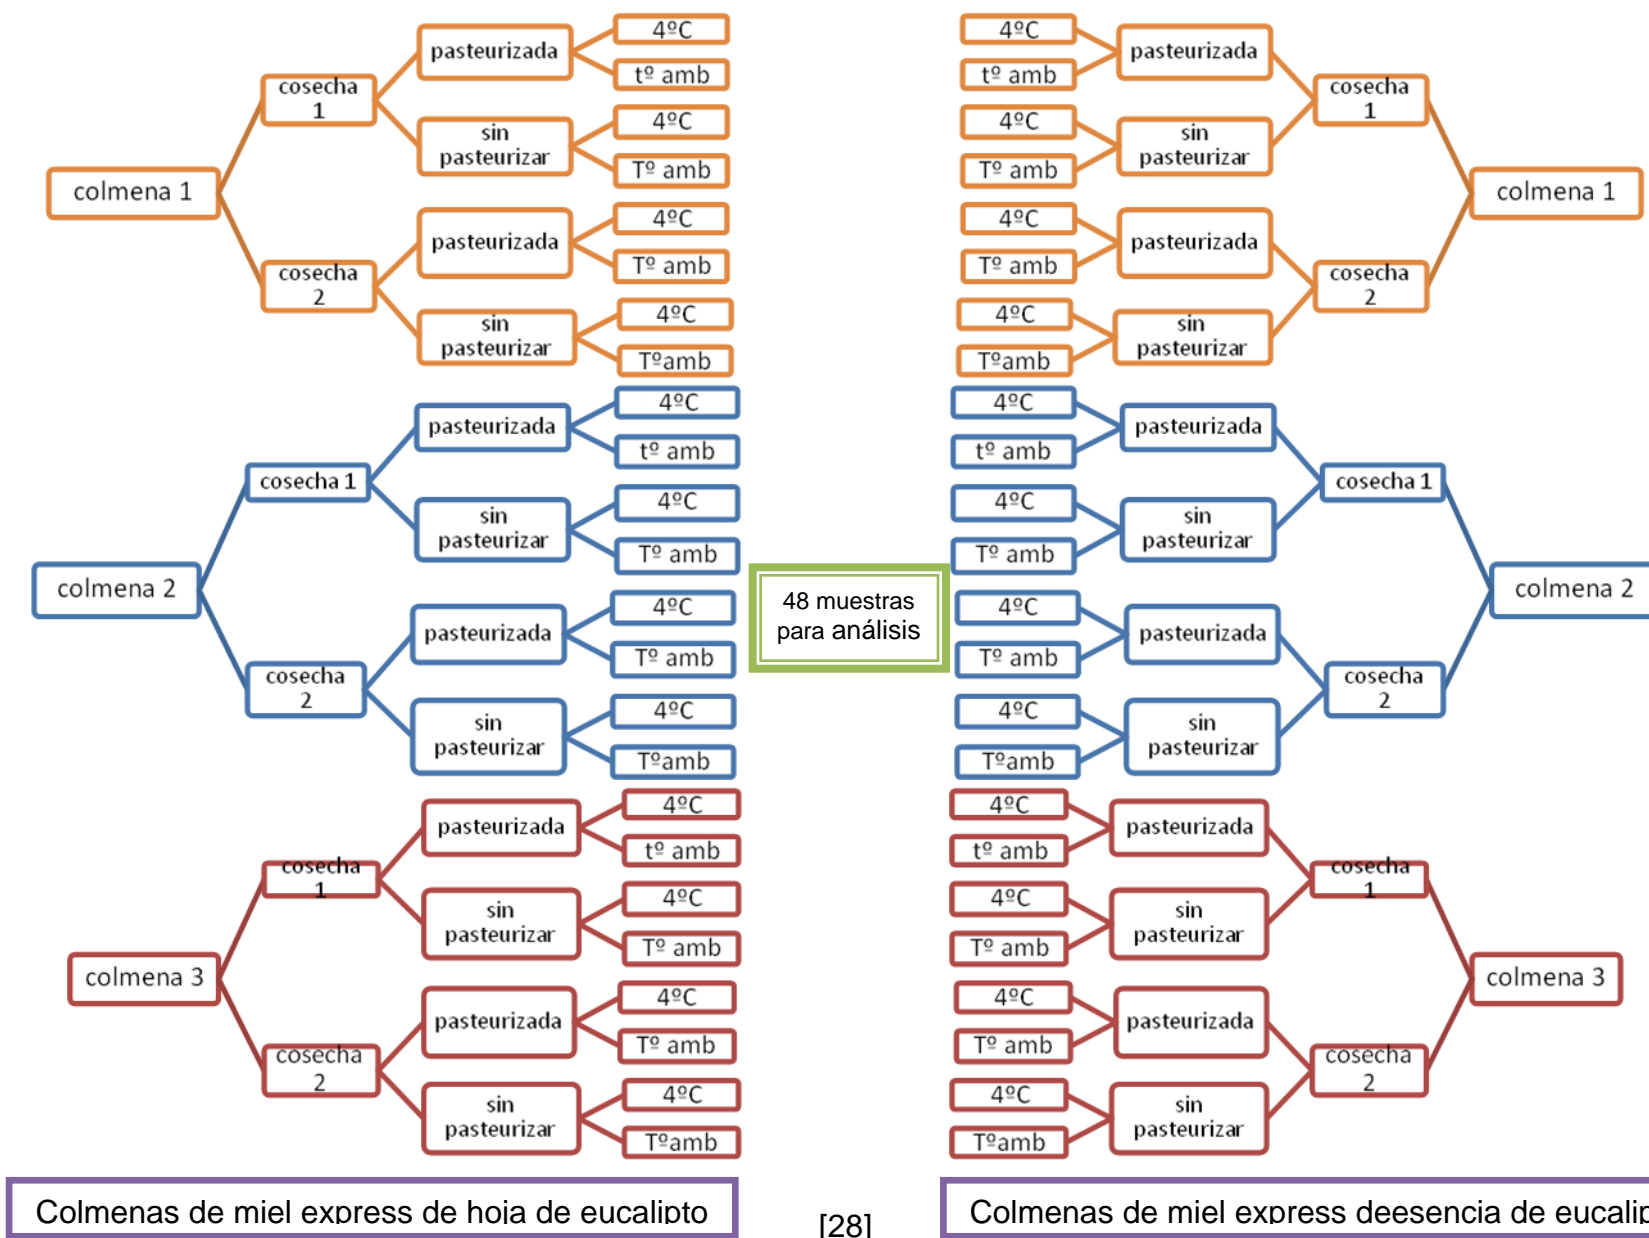 colmena 1
cosecha
1
pasteurizada
4ºC
tº amb
sin
pasteurizar
4ºC
Tº amb
cosecha
2
pasteurizada
4ºC
Tº amb
sin
pasteurizar
4ºC
Tºamb
colmena 2
cosecha 1
pasteurizada
4ºC
tº amb
sin
pasteurizar
4ºC
Tº amb
cosecha
2
pasteurizada
4ºC
Tº amb
sin
pasteurizar
4ºC
Tºamb
colmena 3
cosecha
1
pasteurizada
4ºC
tº amb
sin
pasteurizar
4ºC
Tº amb
cosecha
2
pasteurizada
4ºC
Tº amb
sin
pasteurizar
4ºC
Tºamb
48 muestras
para análisis
4ºC
tº amb
pasteurizada
4ºC
Tº amb
sin
pasteurizar
cosecha
1
4ºC
Tº amb
pasteurizada
4ºC
Tºamb
sin
pasteurizar
cosecha
2
colmena 1
4ºC
tº amb
pasteurizada
4ºC
Tº amb
sin
pasteurizar
cosecha 1
4ºC
Tº amb
pasteurizada
4ºC
Tºamb
sin
pasteurizar
cosecha
2
colmena 2
4ºC
tº amb
pasteurizada
4ºC
Tº amb
sin
pasteurizar
cosecha
1
4ºC
Tº amb
pasteurizada
4ºC
Tºamb
sin
pasteurizar
cosecha
2
colmena 3
Colmenas de miel express de hoja de eucalipto
[28]
Colmenas de miel express deesencia de eucalip